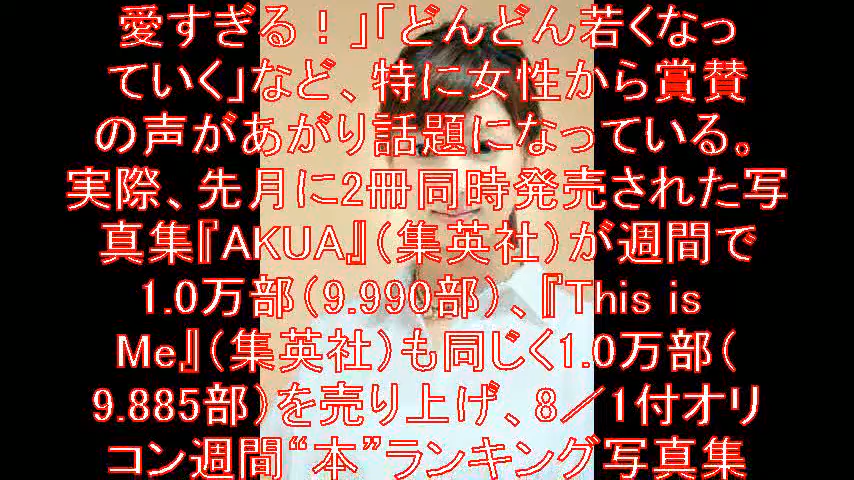 愛すぎる！」「どんどん若くなっ
ていく」など、特に女性から賞賛
の声があがり話題になっている。
実際、先月に2冊同時発売された写
真集『AKUA』（集英社）が週間で
1.0万部（9.990部）、『This is
Me』（集英社）も同じく1.0万部（
9.885部）を売り上げ、8／1付オリ
コン週間“本”ランキング写真集